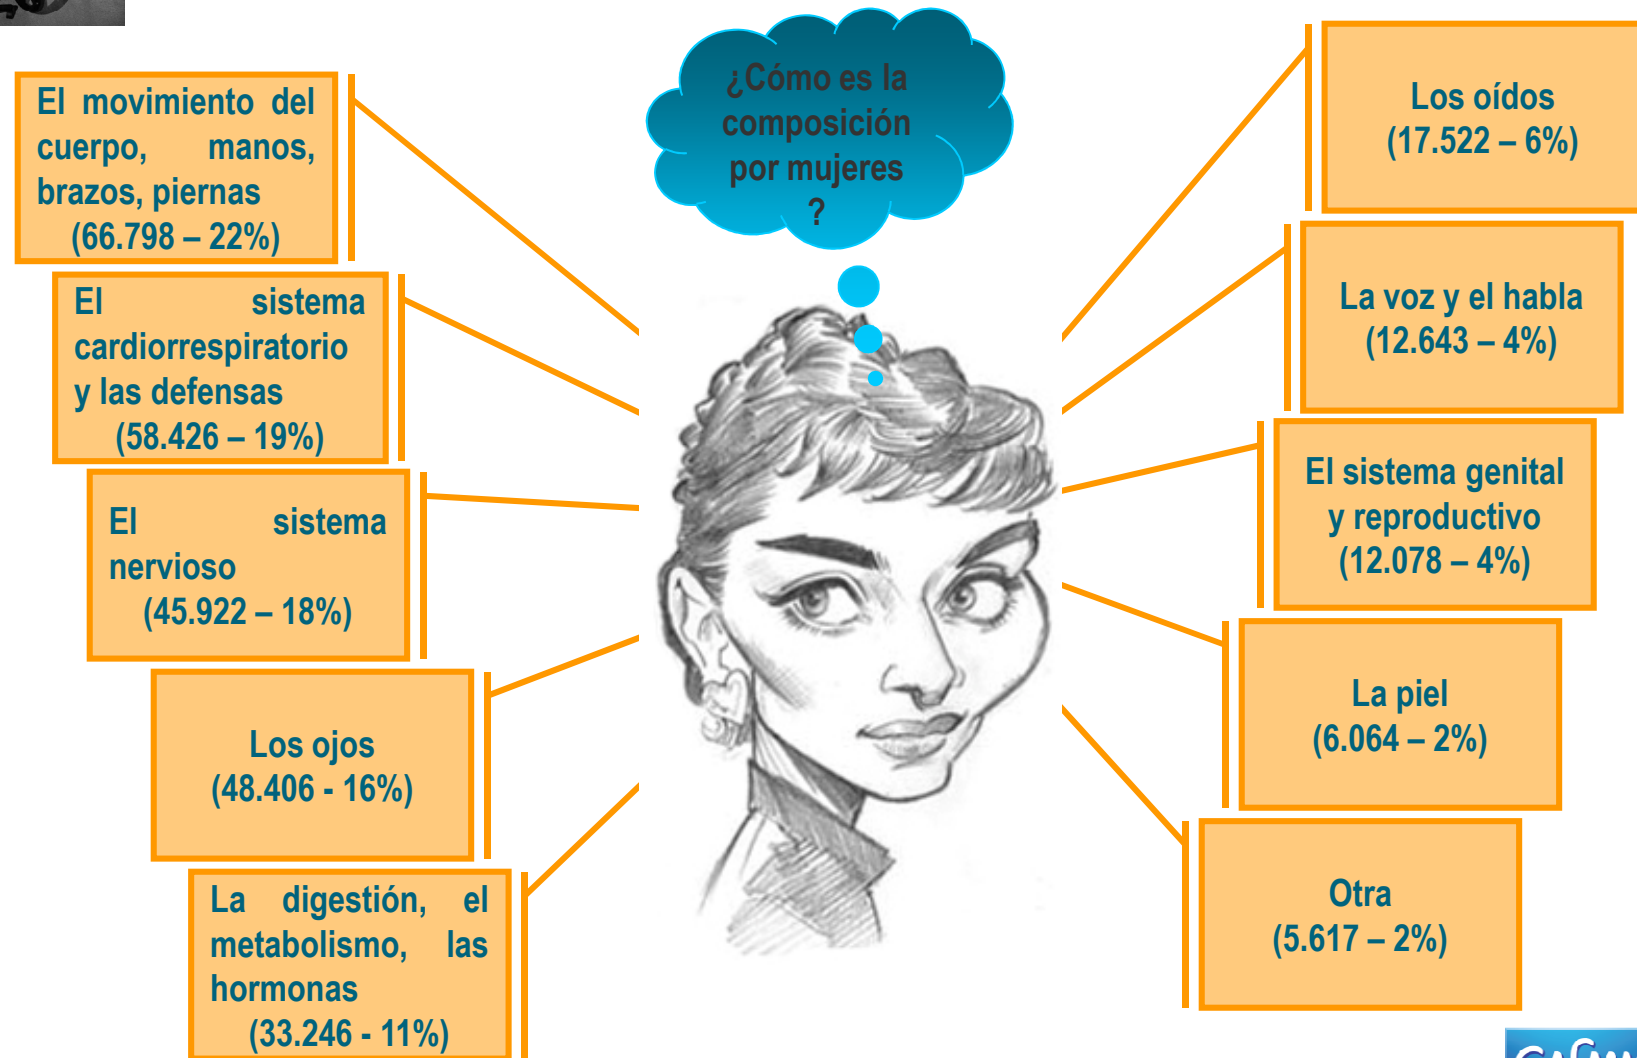 ¿Cómo es la
composición
por mujeres
?
El movimiento del
cuerpo, manos,
brazos, piernas
(66.798 – 22%)
El sistema
cardiorrespiratorio
y las defensas
(58.426 – 19%)
El sistema
nervioso
(45.922 – 18%)
Los ojos
(48.406 - 16%)
La digestión, el
metabolismo, las
hormonas
(33.246 - 11%)
Los oídos
(17.522 – 6%)
La voz y el habla
(12.643 – 4%)
El sistema genital
y reproductivo
(12.078 – 4%)
La piel
(6.064 – 2%)
Otra
(5.617 – 2%)